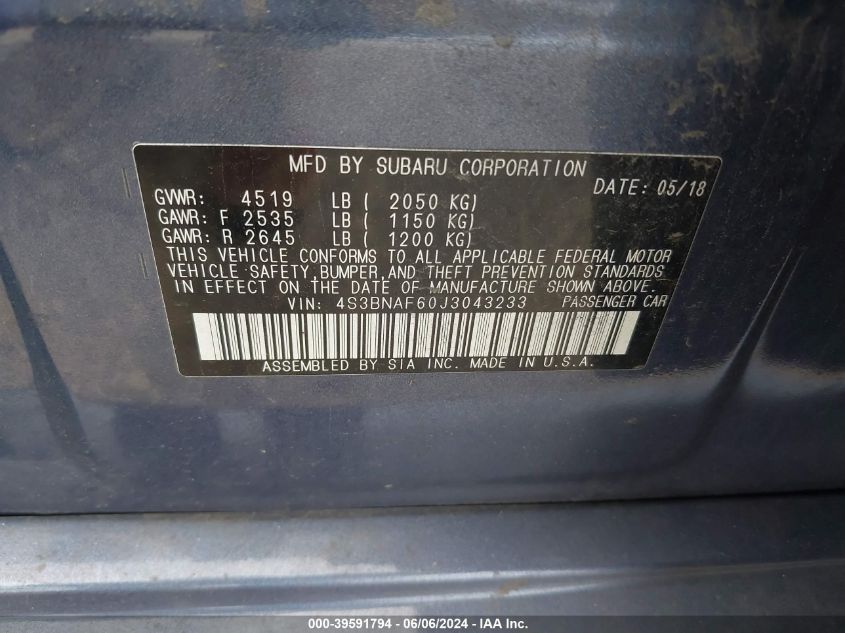 MFD BY SUBARU CORPORATION
DATE: 05/18
GVWR: 4519 LB ( 2050 KG)
GAWR: F 2535 LB ( 1150 KG)
GAWR: R 2645 LB ( 1200 KG)
THIS VEHICLE CONFORMS TO ALL APPLICABLE FEDERAL MOTOR
VEHICLE SAFETY, BUMPER, AND THEFT PREVENTION STANDARDS
IN EFFECT ON THE DATE OF MANUFACTURE SHOWN ABOVE.
VIN: 4S3BNAF60J3043233 PASSENGER CAR
ASSEMBLED BY SIA INC. MADE IN U.S.A.
000-39591794 - 06/06/2024 - IAA Inc.